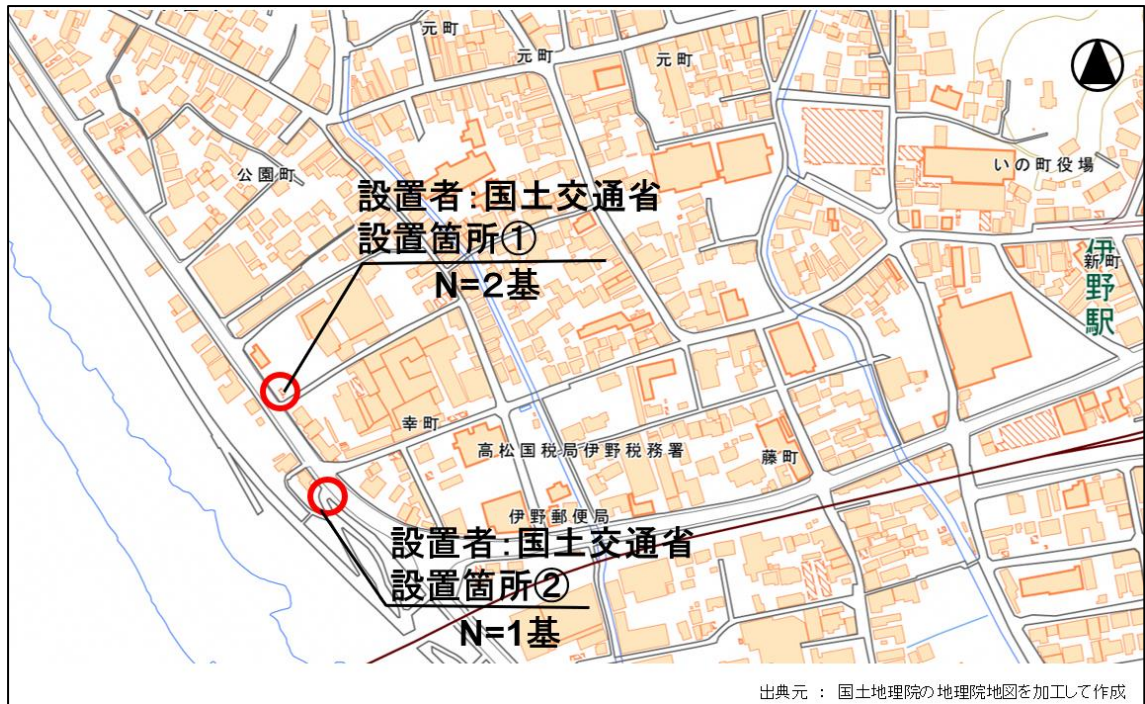 元町
元町
元町
いの町役場
公園町
設置者:国土交通省
設置箇所①
N=2基
新町
伊野駅
幸町
高松国税局伊野税務署
藤町
伊野郵便局
設置者:国土交通省
設置箇所②
N=1基
出典元 : 国土地理院の地理院地図を加工して作成